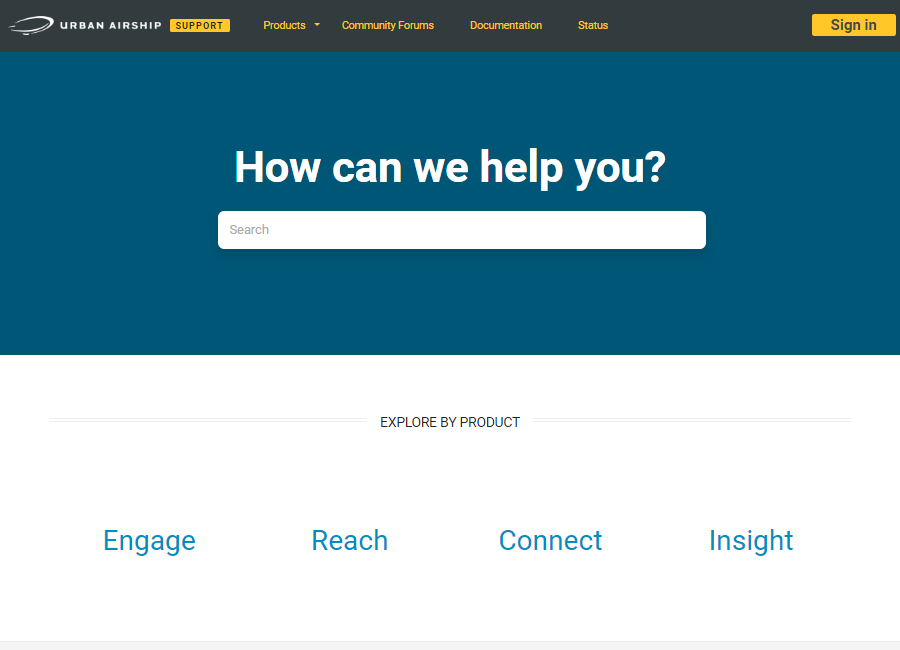 URBAN AIRSHIP SUPPORT Products Community Forums Documentation Status Sign in
How can we help you?
Search
EXPLORE BY PRODUCT
Engage Reach Connect Insight